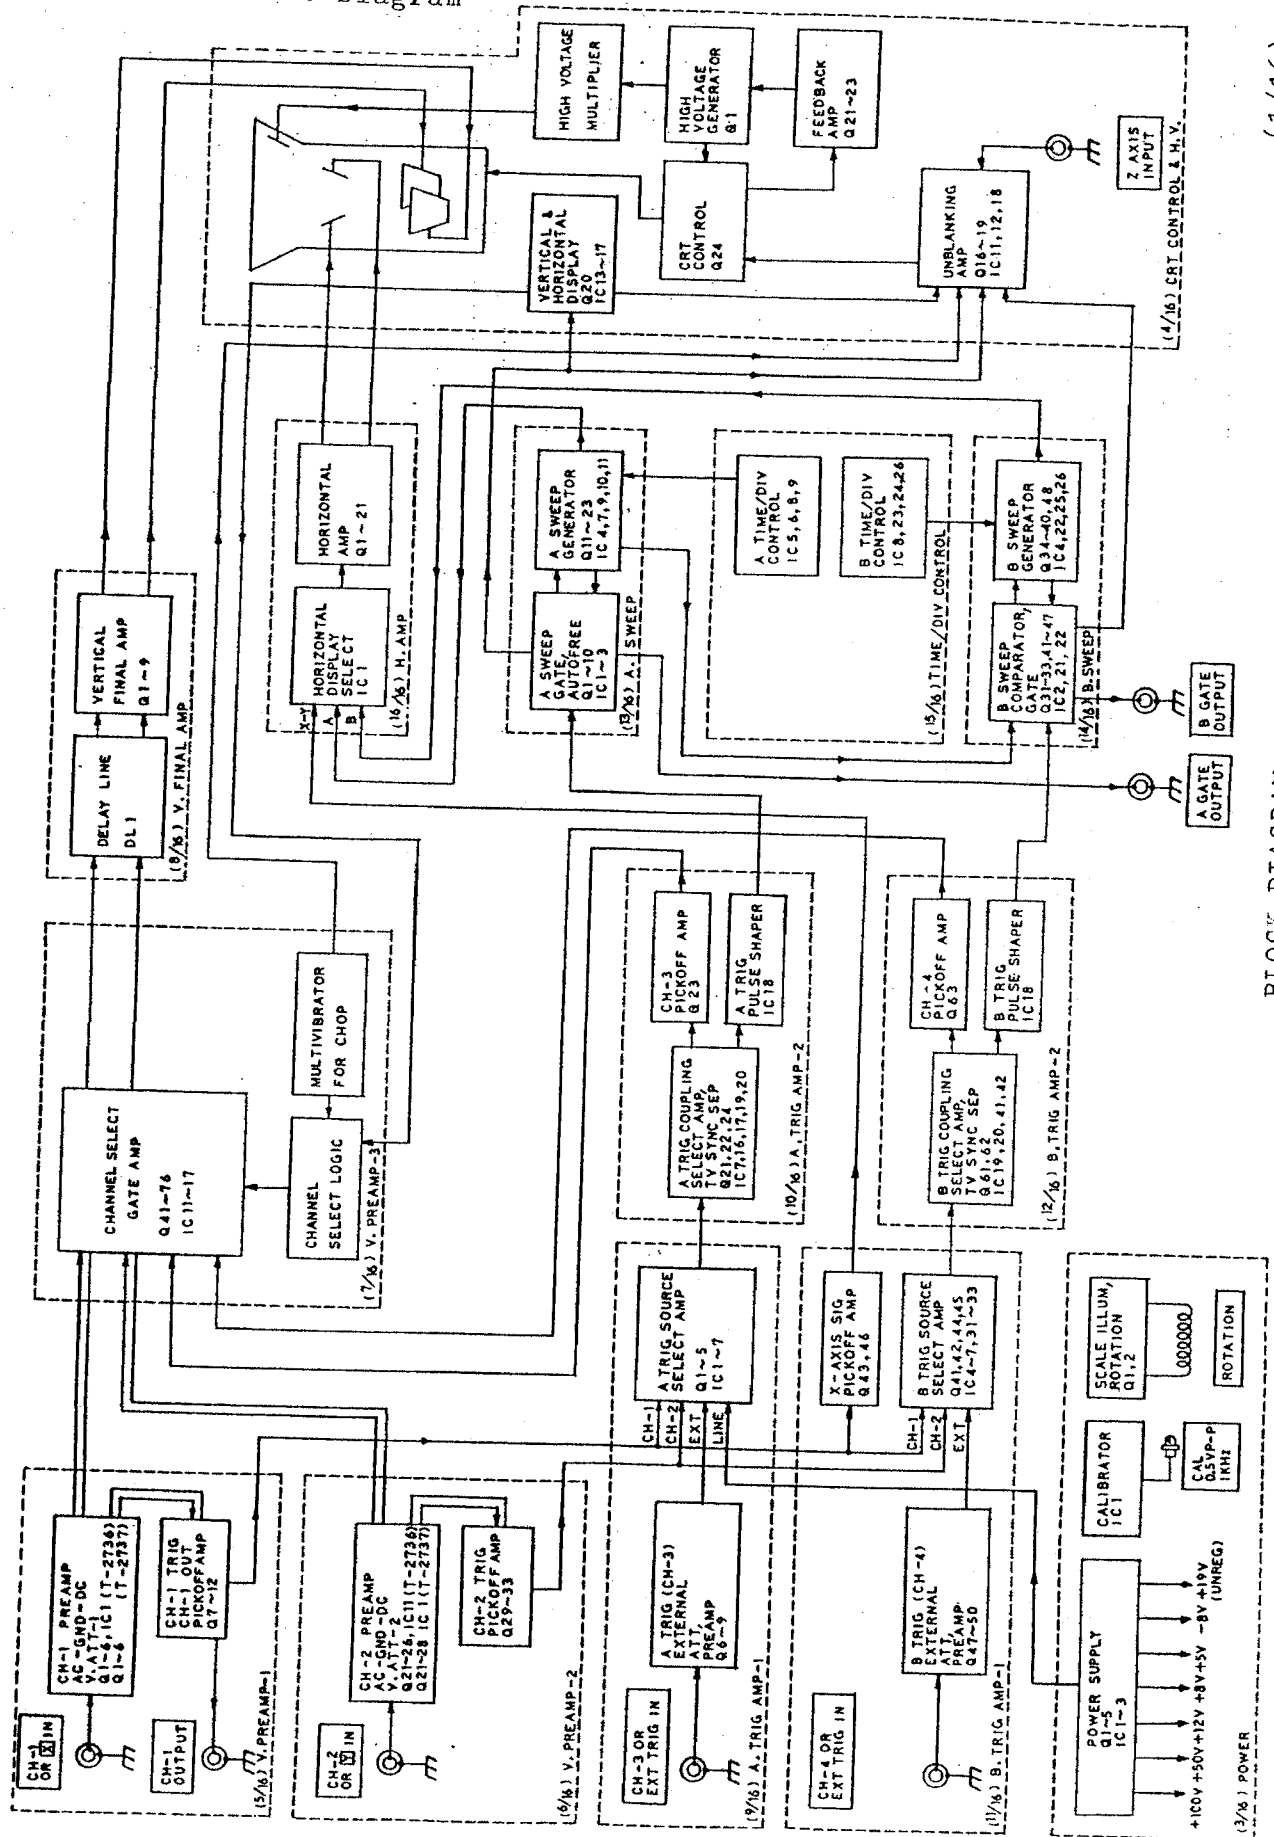 Diagram
CH-1
OR X IN
CH-1 PREAMP
AC-GND-DC
V. ATT-1
Q1~6, IC1 (T-2736)
Q1~6 (T-2737)
CH-1
OUTPUT
CH-1 TRIG
CH-1 OUT
PICKOFF AMP
Q7~12
(5/16) V. PREAMP-1
CH-2
OR Y IN
CH-2 PREAMP
AC-GND-DC
V. ATT-2
Q21~26, IC11 (T-2736)
Q21~28 IC1 (T-2737)
CH-2 TRIG
PICKOFF AMP
Q29~33
(6/16) V. PREAMP-2
CH-3 OR
EXT TRIG IN
A TRIG (CH-3)
EXTERNAL
ATT,
PREAMP
Q6~9
CH-1
CH-2
EXT
LINE
A TRIG SOURCE
SELECT AMP
Q1~5
IC1~7
(9/16) A, TRIG AMP-1
CH-4 OR
EXT TRIG IN
B TRIG (CH-4)
EXTERNAL
ATT,
PREAMP
Q47~50
X-AXIS SIG
PICKOFF AMP
Q43,46
CH-1
CH-2
EXT
B TRIG SOURCE
SELECT AMP
Q41,42,44,45
IC4~7,31~33
(11/16) B, TRIG AMP-1
POWER SUPPLY
Q1~5
IC1~3
+100V +50V +12V +8V +5V -8V +19V
(UNREG)
CALIBRATOR
IC1
CAL
0.5VP-P
1KHz
SCALE ILLUM,
ROTATION
Q1,2
ROTATION
(3/16) POWER
CHANNEL SELECT
GATE AMP
Q41~76
IC11~17
CHANNEL
SELECT LOGIC
MULTIVIBRATOR
FOR CHOP
(7/16) V. PREAMP-3
A TRIG COUPLING
SELECT AMP,
TV SYNC SEP
Q21,22,24
IC7,16,17,19,20
CH-3
PICKOFF AMP
Q23
A TRIG
PULSE SHAPER
IC18
(10/16) A, TRIG AMP-2
B TRIG COUPLING
SELECT AMP,
TV SYNC SEP
Q61,62
IC19,20,41,42
CH-4
PICKOFF AMP
Q63
B TRIG
PULSE SHAPER
IC18
(12/16) B, TRIG AMP-2
DELAY LINE
DL1
VERTICAL
FINAL AMP
Q1~9
(8/16) V. FINAL AMP
X-Y
A
B
HORIZONTAL
DISPLAY
SELECT
IC1
HORIZONTAL
AMP
Q1~21
(16/16) H. AMP
A SWEEP
GATE,
AUTOFREE
Q1~10
IC1~3
A SWEEP
GENERATOR
Q11~23
IC4,7,9,10,11
(13/16) A. SWEEP
A TIME/DIV
CONTROL
IC5,6,8,9
B TIME/DIV
CONTROL
IC8,23,24,26
(15/16) TIME/DIV CONTROL
B SWEEP
COMPARATOR,
GATE
Q31~33,41~47
IC2,21,22
B SWEEP
GENERATOR
Q34~40,48
IC4,22,25,26
(14/16) B.SWEEP
A GATE
OUTPUT
B GATE
OUTPUT
HIGH VOLTAGE
MULTIPLIER
HIGH
VOLTAGE
GENERATOR
Q1
FEEDBACK
AMP
Q21~23
VERTICAL &
HORIZONTAL
DISPLAY
Q20
IC13~17
CRT
CONTROL
Q24
UNBLANKING
AMP
Q16~19
IC11,12,18
Z AXIS
INPUT
(4/16) CRT CONTROL & H.V.
BLOCK DIAGRAM